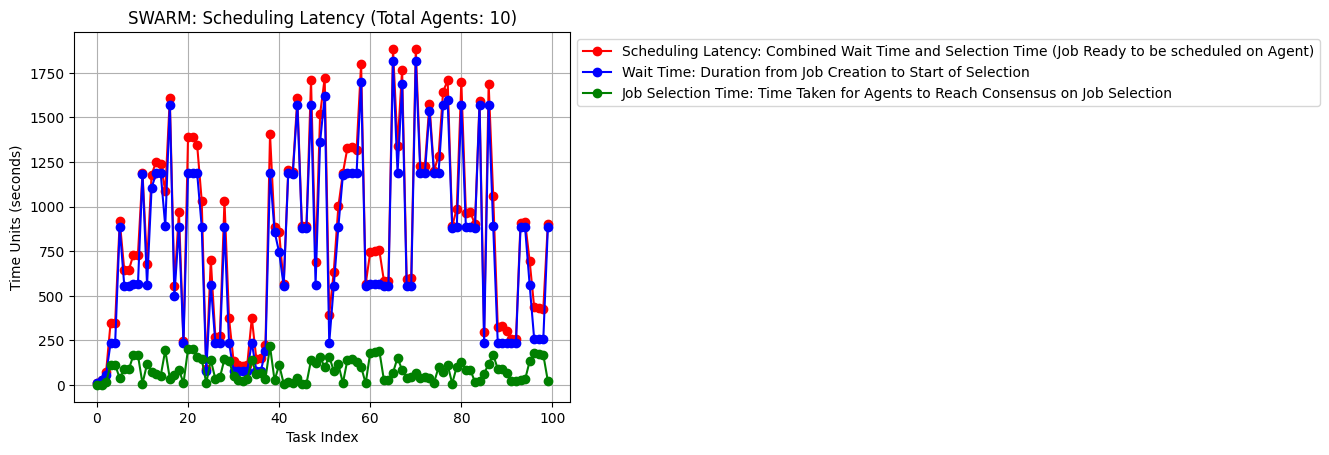 SWARM: Scheduling Latency (Total Agents: 10)
Scheduling Latency: Combined Wait Time and Selection Time (Job Ready to be scheduled on Agent)
Wait Time: Duration from Job Creation to Start of Selection
Job Selection Time: Time Taken for Agents to Reach Consensus on Job Selection
Time Units (seconds)
1750
1500
1250
1000
750
500
250
0
0
20
40
60
80
100
Task Index